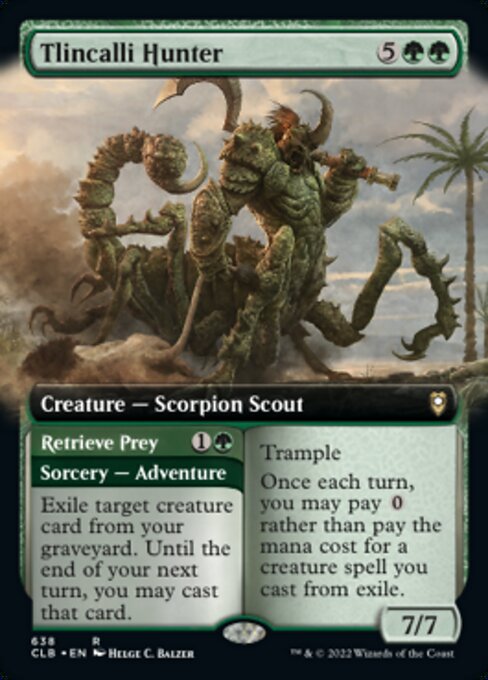 Tlincalli Hunter 5
Creature — Scorpion Scout
Retrieve Prey 1
Sorcery — Adventure
Exile target creature
card from your
graveyard. Until the
end of your next
turn, you may cast
that card.
Trample
Once each turn,
you may pay 0
rather than pay the
mana cost for a
creature spell you
cast from exile.
7/7
638 R
CLB • EN Helge C. Balzer
™ & © 2022 Wizards of the Coast